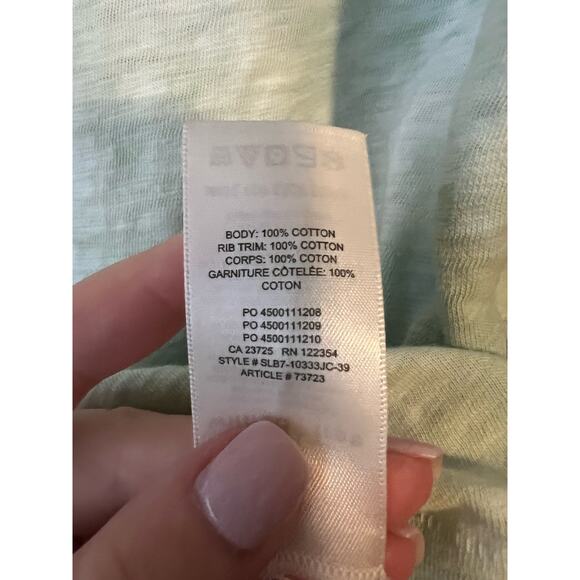 BODY: 100% COTTON
RIB TRIM: 100% COTTON
CORPS: 100% COTON
GARNITURE CÔTELÉE: 100%
COTON
PO 4500111208
PO 4500111209
PO 4500111210
CA 23725 RN 122354
STYLE # SLB7-10333JC-39
ARTICLE # 73723